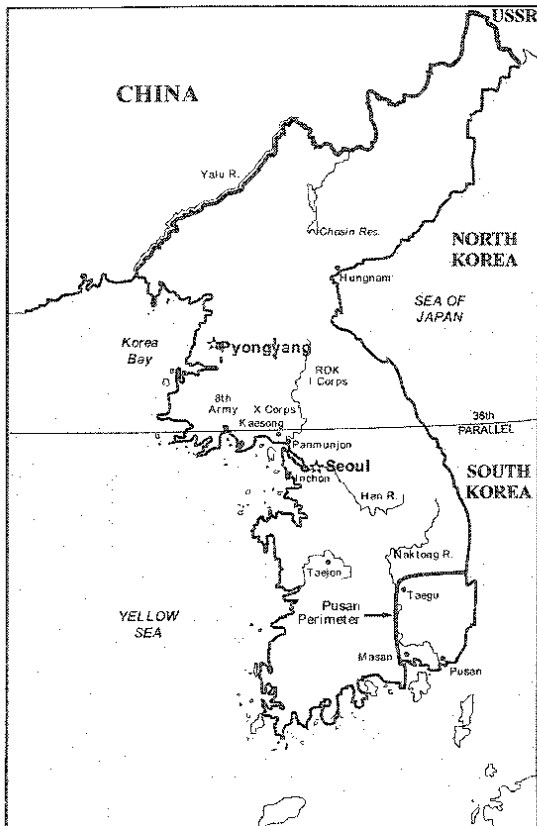 USSR
CHINA
Yalu R.
Chosin Res.
NORTH
KOREA
Hungnam
SEA OF
JAPAN
Korea
Bay
Pyongyang
ROK
I Corps
8th
Army
X Corps
Kaesong
38th
PARALLEL
Panmunjon
Seoul
Inchon
SOUTH
KOREA
Han R.
Naktong R.
Taejon
Taegu
Pusan
Perimeter
YELLOW
SEA
Masan
Pusan